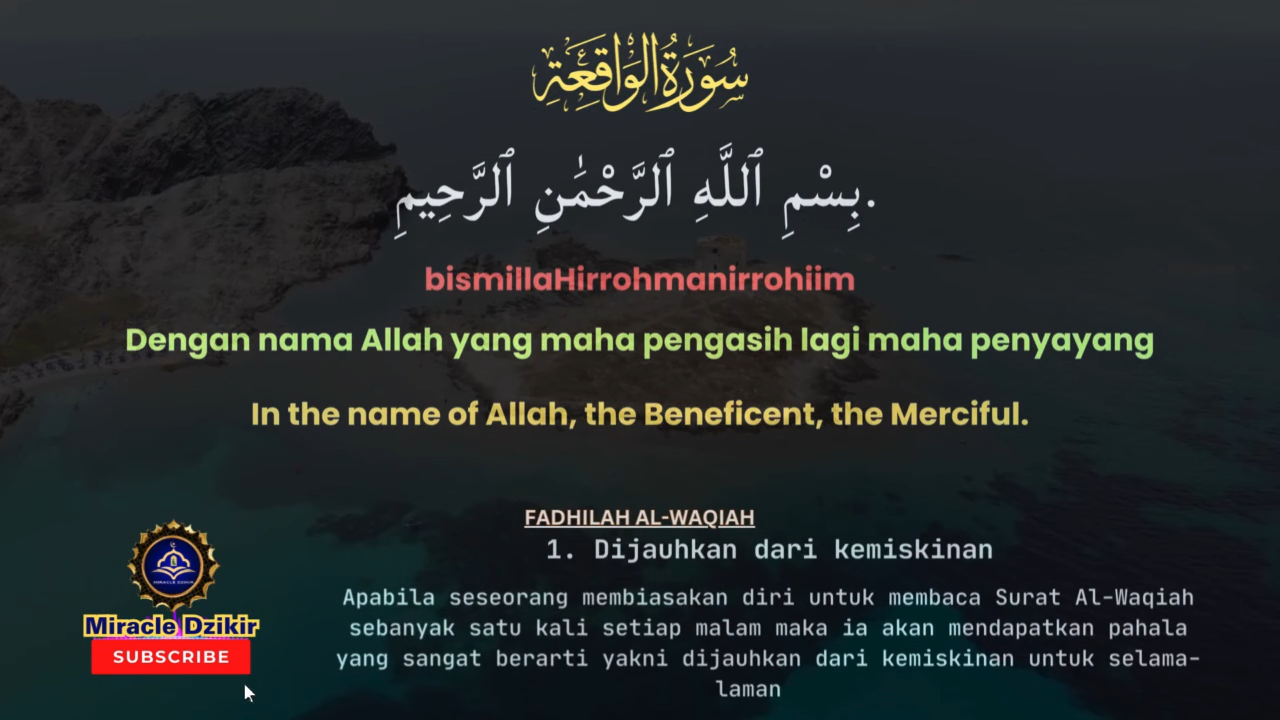 سُورَةُ الْوَاقِعَةِ
بِسْمِ ٱللَّهِ ٱلرَّحْمَٰنِ ٱلرَّحِيمِ.
bismillaHirrohmanirrohiim
Dengan nama Allah yang maha pengasih lagi maha penyayang
In the name of Allah, the Beneficent, the Merciful.
FADHILAH AL-WAQIAH
1. Dijauhkan dari kemiskinan
Apabila seseorang membiasakan diri untuk membaca Surat Al-Waqiah
sebanyak satu kali setiap malam maka ia akan mendapatkan pahala
yang sangat berarti yakni dijauhkan dari kemiskinan untuk selama-
laman
MIRACLE DZIKIR
Miracle Dzikir
SUBSCRIBE